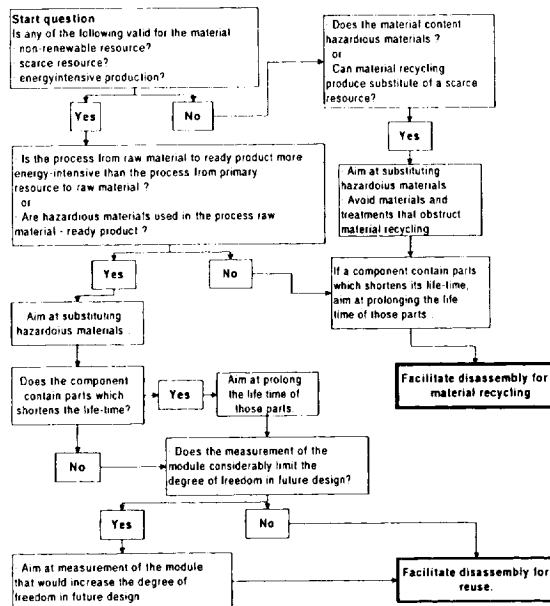 Start question
Is any of the following valid for the material
non-renewable resource?
scarce resource?
energyintensive production?
Yes
No
- Does the material content
hazardious materials ?
or
- Can material recycling
produce substitute of a scarce
resource?
Yes
- Is the process from raw material to ready product more
energy-intensive than the process from primary
resource to raw material ?
or
- Are hazardious materials used in the process raw
material - ready product ?
Aim at substituting
hazardoius materials
Avoid materials and
treatments that obstruct
material recycling
Yes
No
If a component contain parts
which shortens its life-time,
aim at prolonging the life
time of those parts .
Aim at substituting
hazardoius materials .
Facilitate disassembly for
material recycling
Does the component
contain parts which
shortens the life-time?
Yes
Aim at prolong
the life time of
those parts
No
Does the measurement of the
module considerably limit the
degree of freedom in future design?
Yes
No
- Aim at measurement of the module
that would increase the degree of
freedom in future design
Facilitate disassembly for
reuse.